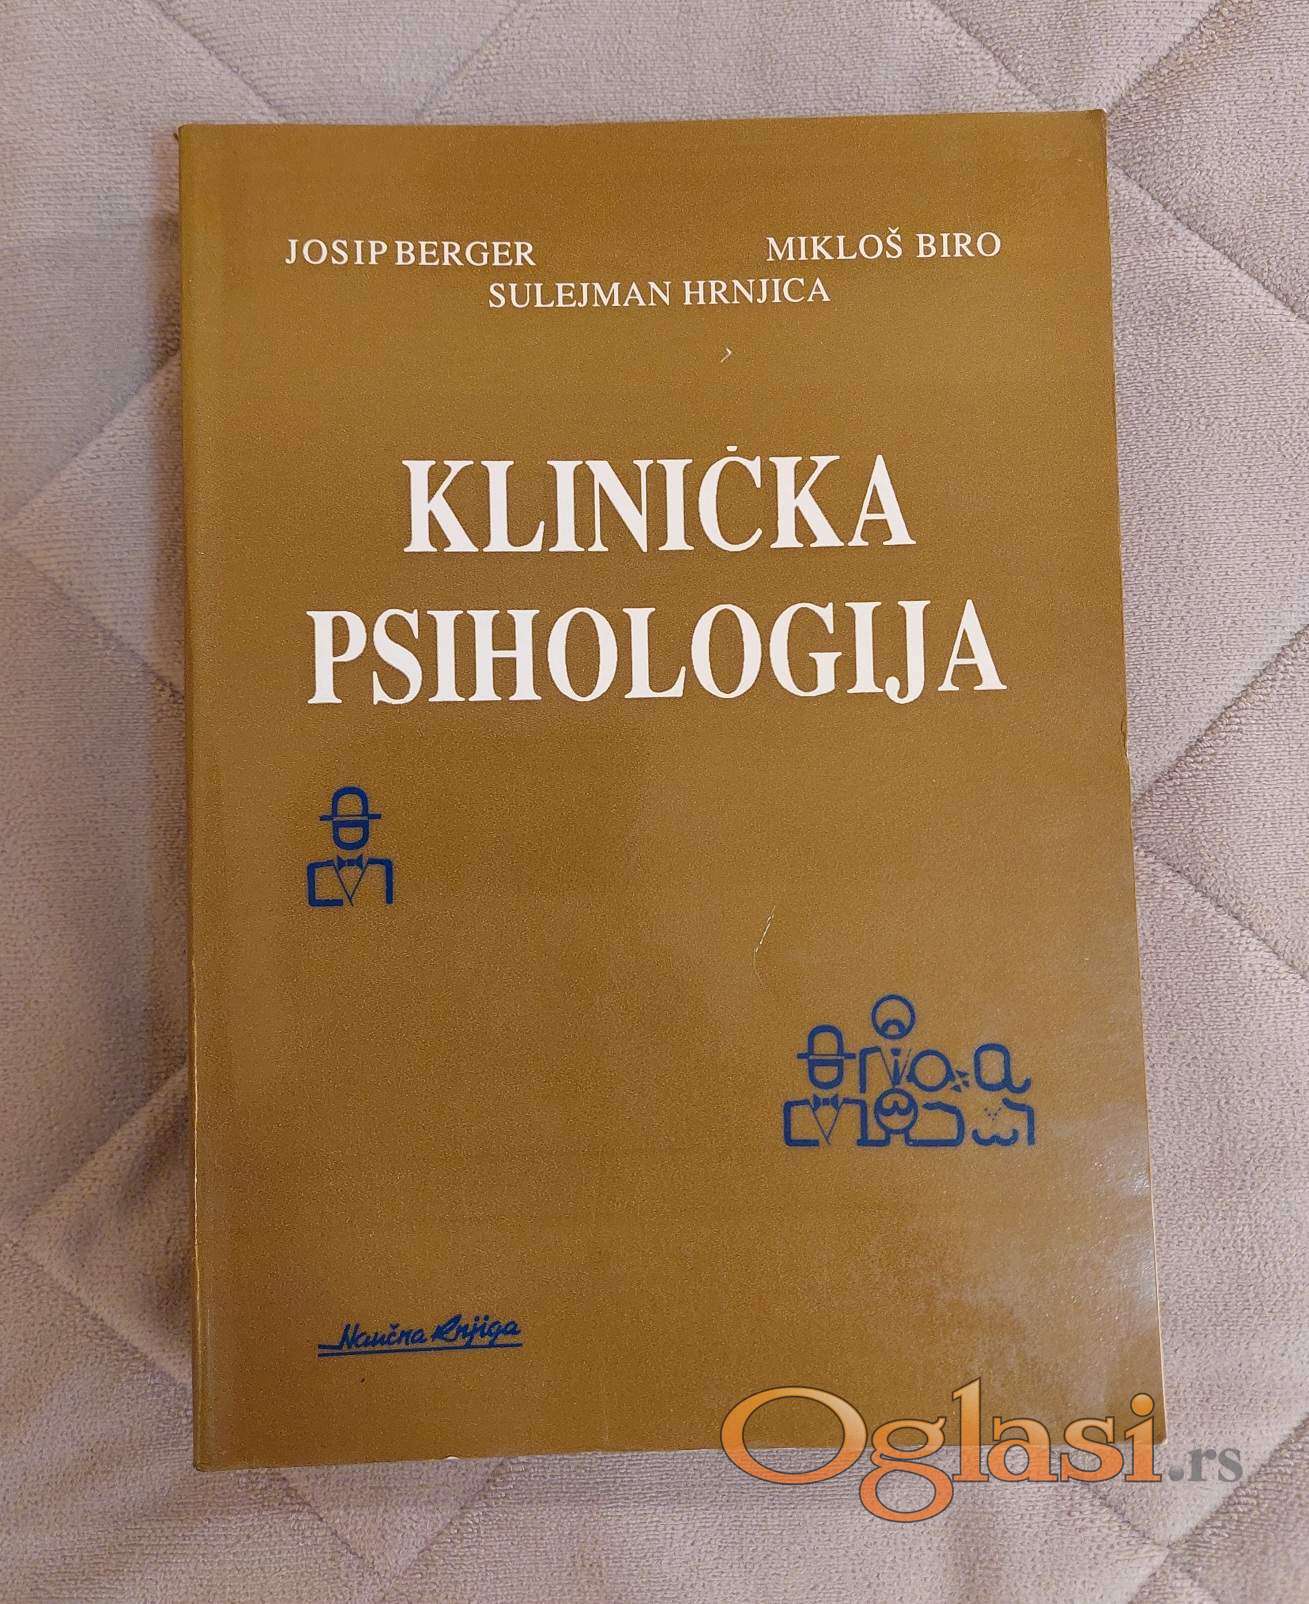 JOSIP BERGER MIKLOŠ BIRO
SULEJMAN HRNJICA
KLINIČKA
PSIHOLOGIJA
Naučna Knjiga
Oglasi.rs